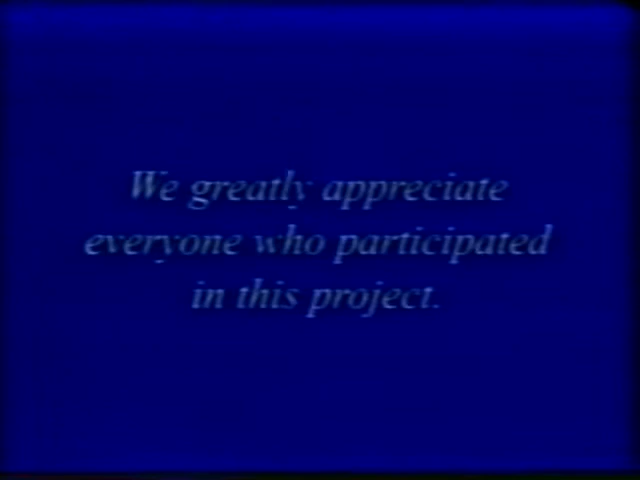 We greatly appreciate
everyone who participated
in this project.